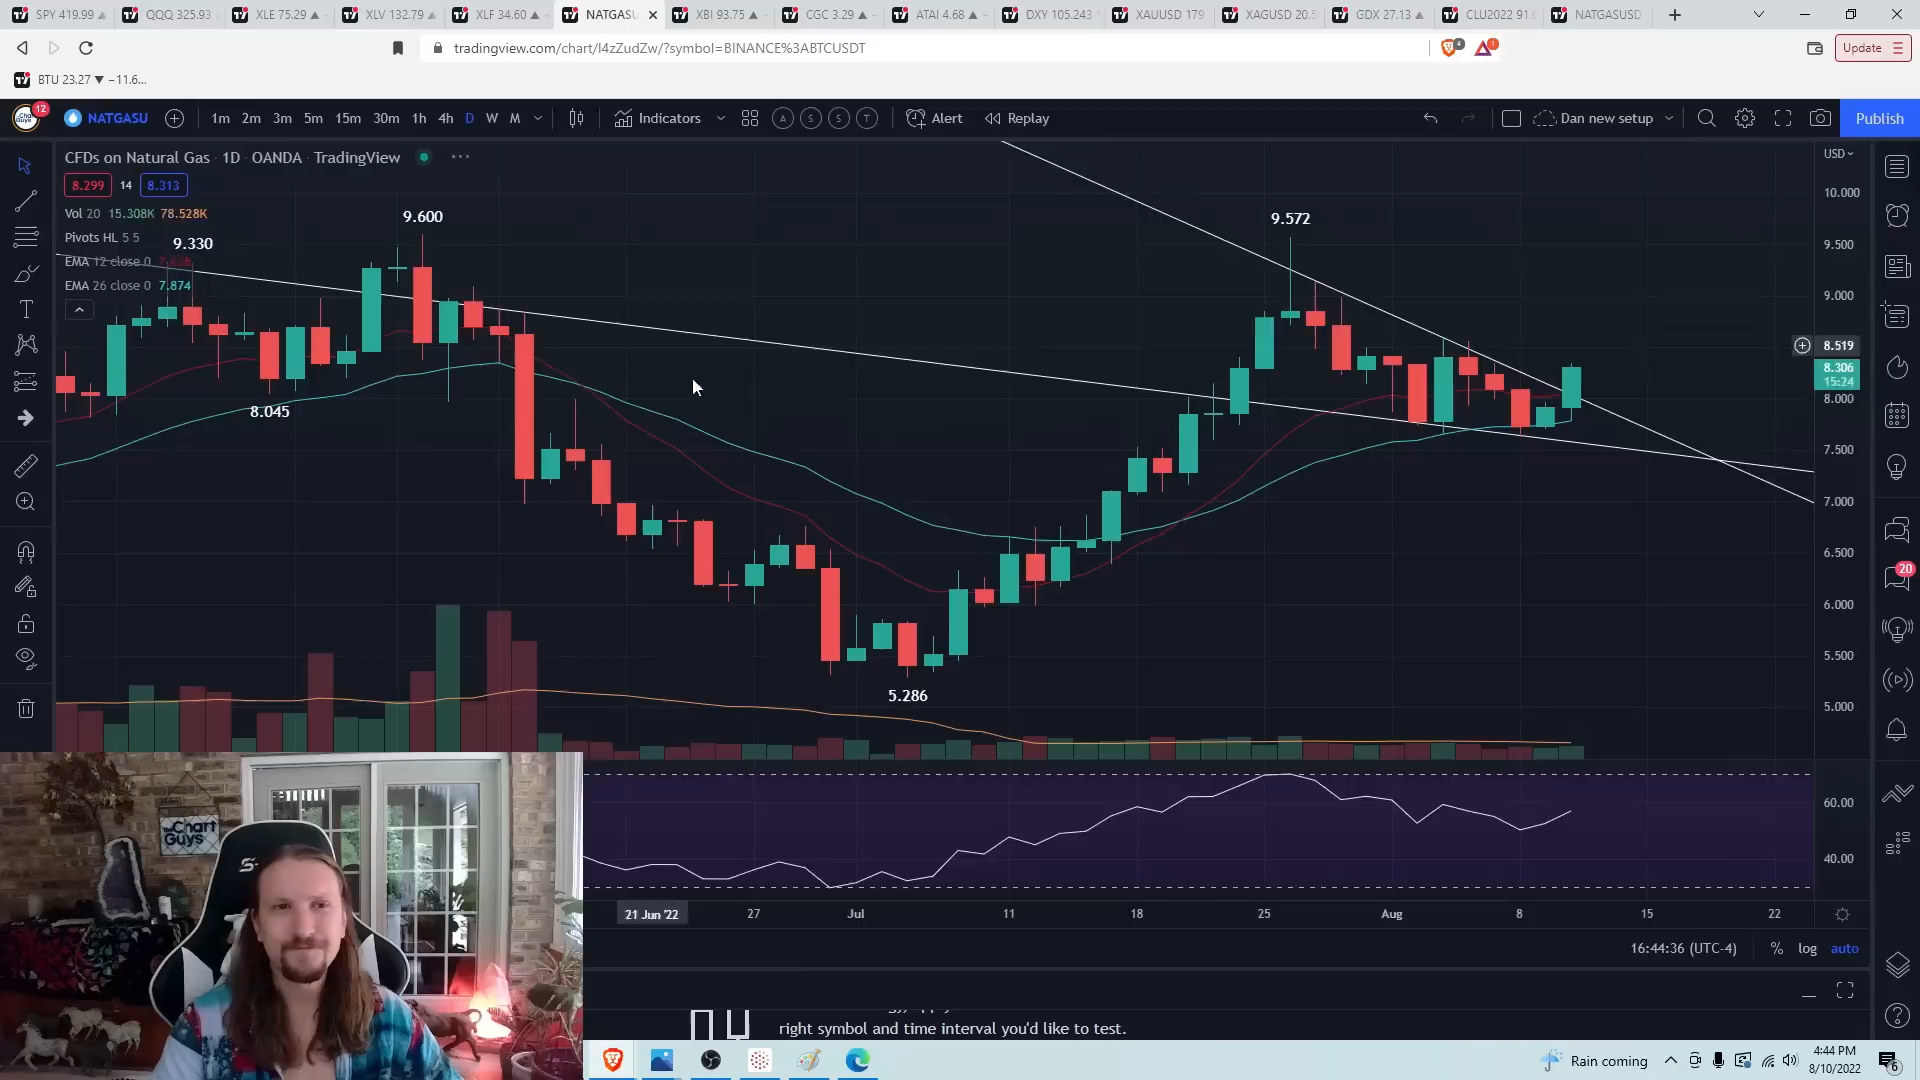 SPY 419.99
QQQ 325.93
XLE 75.29
XLV 132.79
XLF 34.60
NATGASU
XBI 93.75
CGC 3.29
ATAI 4.68
DXY 105.243
XAUUSD 179
XAGUSD 20.5
GDX 27.13
CLU2022 91.
NATGASUSD
tradingview.com/chart/I4zZudZw/?symbol=BINANCE%3ABTCUSDT
4
1
Update
BTU 23.27 ▼ −11.6...
12
NATGASU
1m 2m 3m 5m 15m 30m 1h 4h D W M
Indicators
A S S T
Alert
Replay
Dan new setup
Publish
CFDs on Natural Gas · 1D · OANDA · TradingView
8.299 14 8.313
Vol 20 15.308K 78.528K
Pivots HL 5 5
EMA 12 close 0
EMA 26 close 0 7.874
9.330
9.600
8.045
5.286
9.572
USD
10.000
9.500
9.000
8.519
8.306
15:24
8.000
7.500
7.000
6.500
6.000
5.500
5.000
60.00
40.00
20
21 Jun '22
27
Jul
11
18
25
Aug
8
15
22
16:44:36 (UTC-4)
%
log
auto
right symbol and time interval you'd like to test.
The Chart Guys
Rain coming
4:44 PM
8/10/2022
6